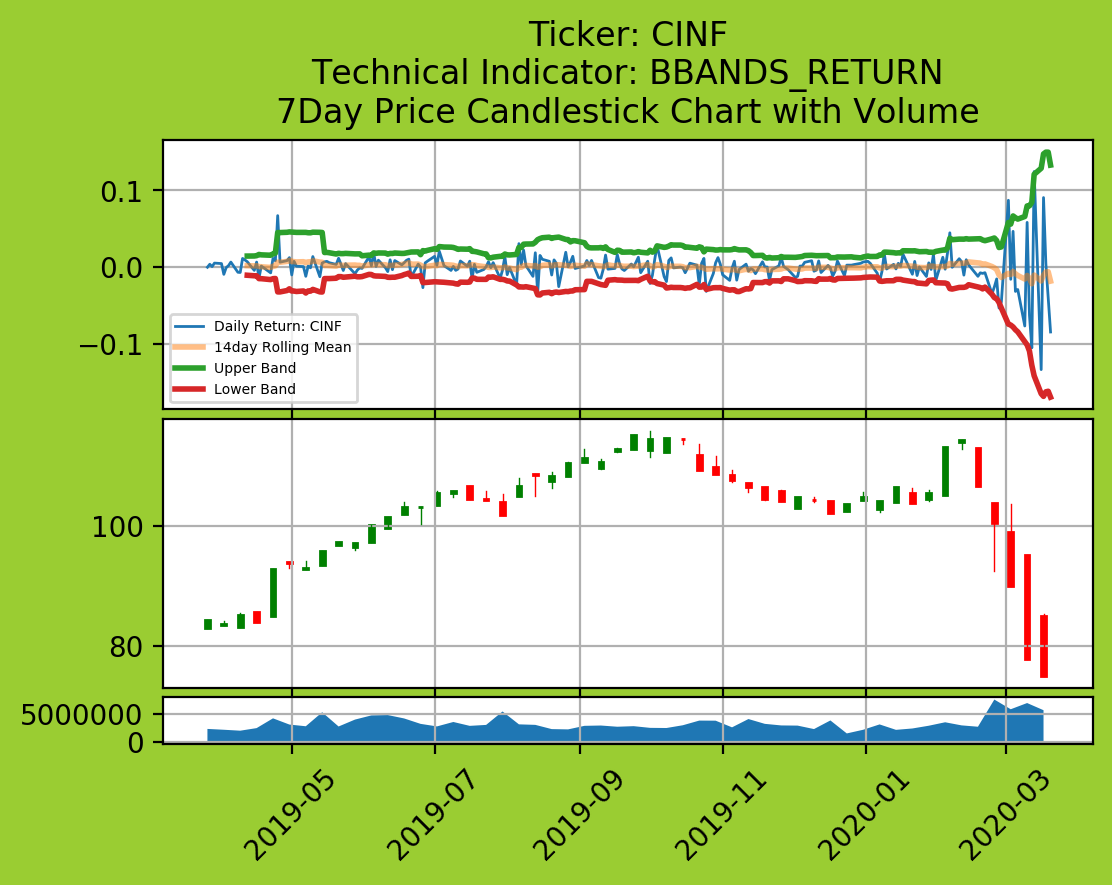 Ticker: CINF
Technical Indicator: BBANDS_RETURN
7Day Price Candlestick Chart with Volume
0.1
0.0
−0.1
Daily Return: CINF
14day Rolling Mean
Upper Band
Lower Band
100
80
5000000
0
2019-05
2019-07
2019-09
2019-11
2020-01
2020-03